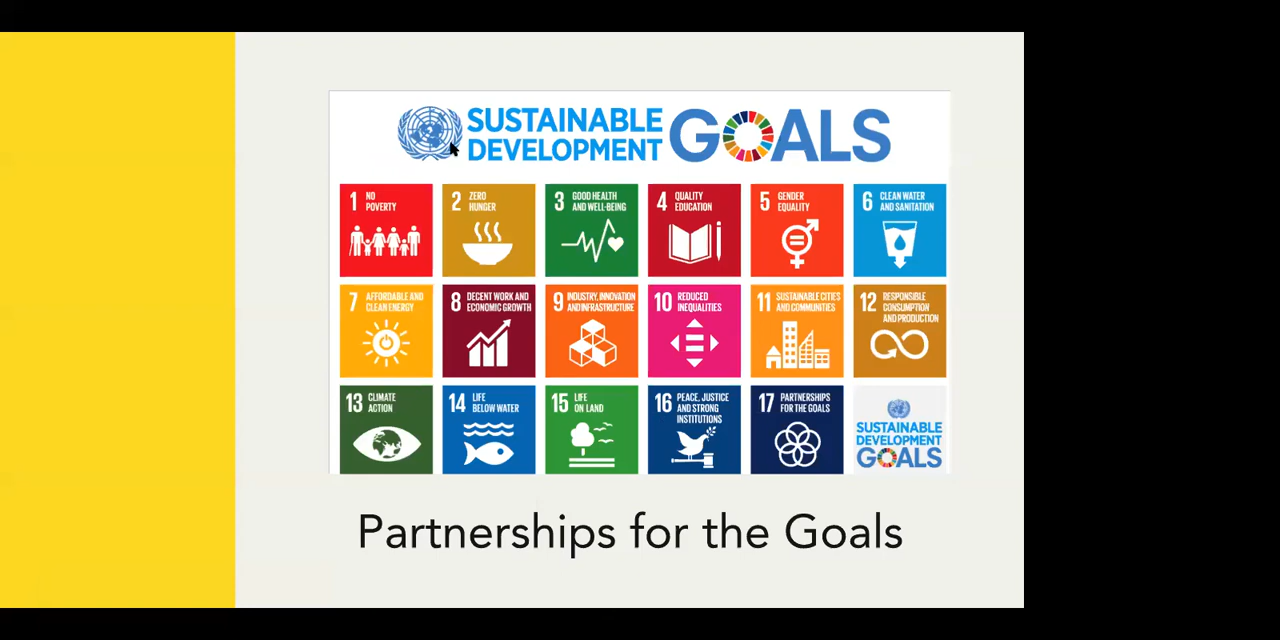 SUSTAINABLE
DEVELOPMENT
GOALS
1 NO
POVERTY
2 ZERO
HUNGER
3 GOOD HEALTH
AND WELL-BEING
4 QUALITY
EDUCATION
5 GENDER
EQUALITY
6 CLEAN WATER
AND SANITATION
7 AFFORDABLE AND
CLEAN ENERGY
8 DECENT WORK AND
ECONOMIC GROWTH
9 INDUSTRY, INNOVATION
AND INFRASTRUCTURE
10 REDUCED
INEQUALITIES
11 SUSTAINABLE CITIES
AND COMMUNITIES
12 RESPONSIBLE
CONSUMPTION
AND PRODUCTION
13 CLIMATE
ACTION
14 LIFE
BELOW WATER
15 LIFE
ON LAND
16 PEACE, JUSTICE
AND STRONG
INSTITUTIONS
17 PARTNERSHIPS
FOR THE GOALS
SUSTAINABLE
DEVELOPMENT
GOALS
Partnerships for the Goals